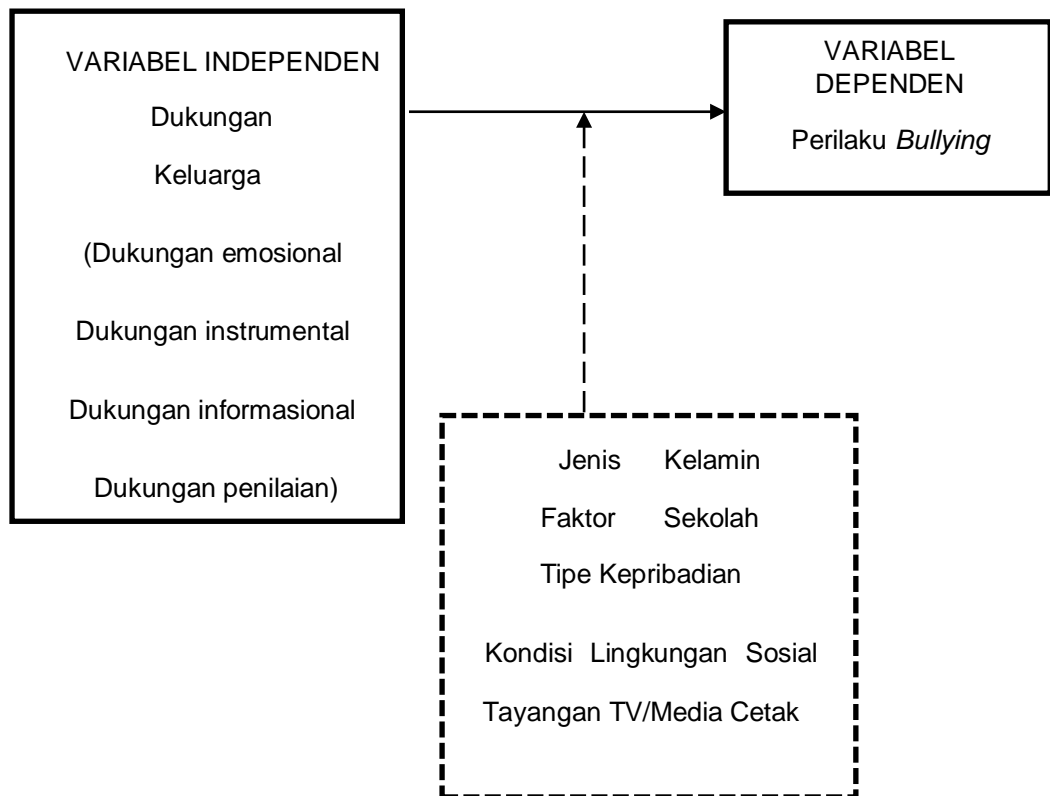 VARIABEL INDEPENDEN
Dukungan
Keluarga
(Dukungan emosional
Dukungan instrumental
Dukungan informasional
Dukungan penilaian)
VARIABEL
DEPENDEN
Perilaku Bullying
Jenis Kelamin
Faktor Sekolah
Tipe Kepribadian
Kondisi Lingkungan Sosial
Tayangan TV/Media Cetak